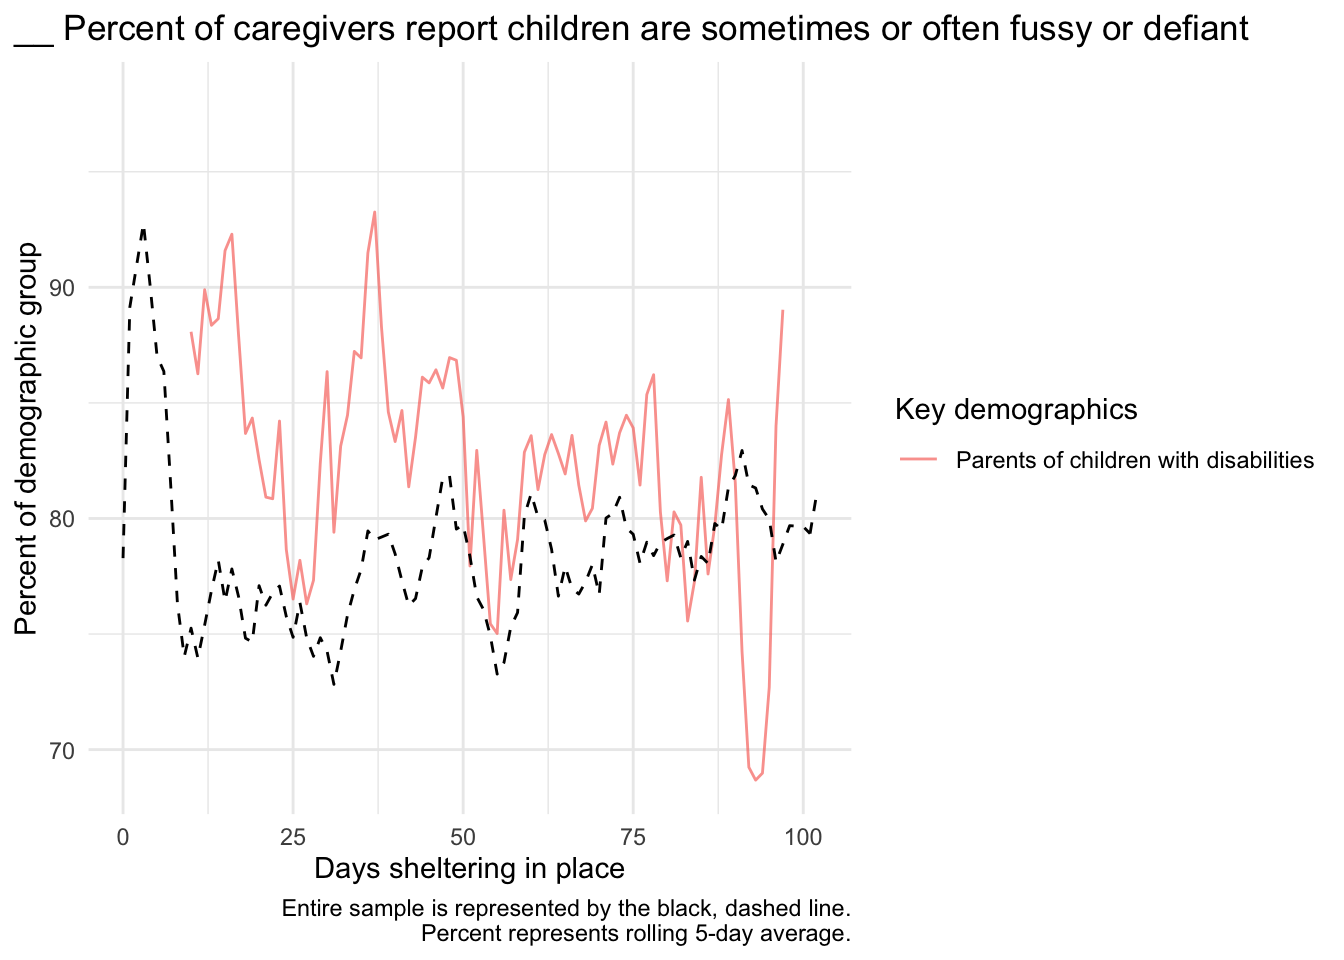 __ Percent of caregivers report children are sometimes or often fussy or defiant
Percent of demographic group
90
80
70
0 25 50 75 100
Days sheltering in place
Key demographics
Parents of children with disabilities
Entire sample is represented by the black, dashed line.
Percent represents rolling 5-day average.